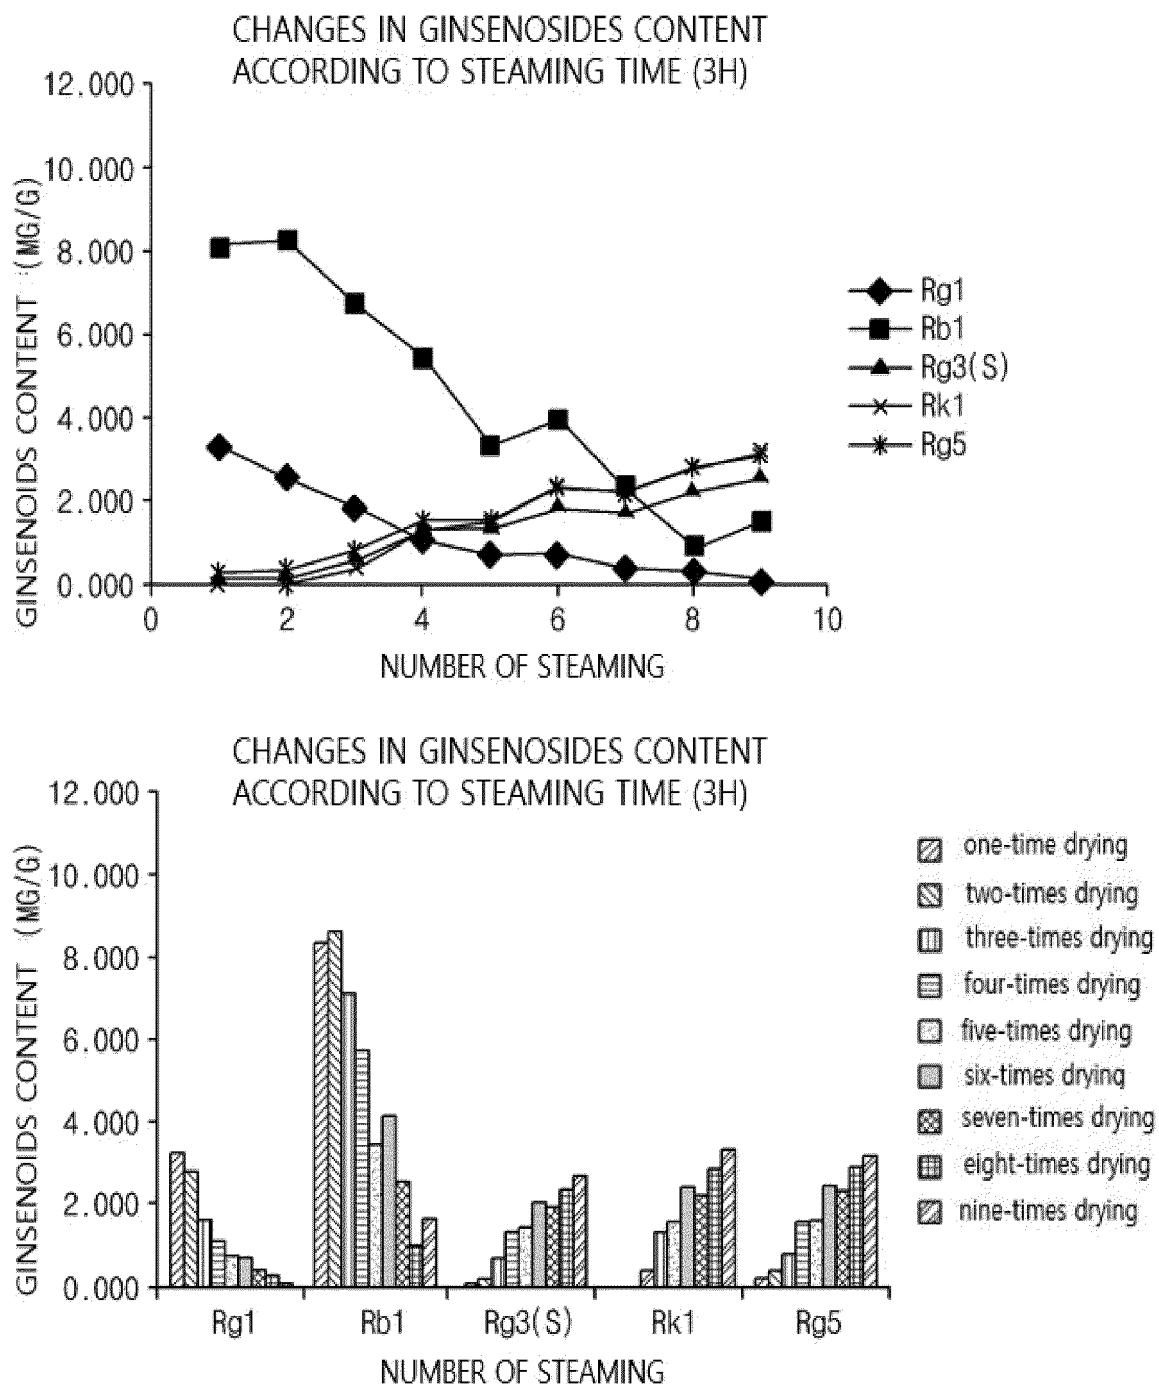 CHANGES IN GINSENOSIDES CONTENT
ACCORDING TO STEAMING TIME (3H)
GINSENOIDS CONTENT (MG/G)
12.000
10.000
8.000
6.000
4.000
2.000
0.000
0 2 4 6 8 10
NUMBER OF STEAMING
Rg1
Rb1
Rg3(S)
Rk1
Rg5
CHANGES IN GINSENOSIDES CONTENT
ACCORDING TO STEAMING TIME (3H)
GINSENOIDS CONTENT (MG/G)
12.000
10.000
8.000
6.000
4.000
2.000
0.000
Rg1 Rb1 Rg3(S) Rk1 Rg5
NUMBER OF STEAMING
one-time drying
two-times drying
three-times drying
four-times drying
five-times drying
six-times drying
seven-times drying
eight-times drying
nine-times drying